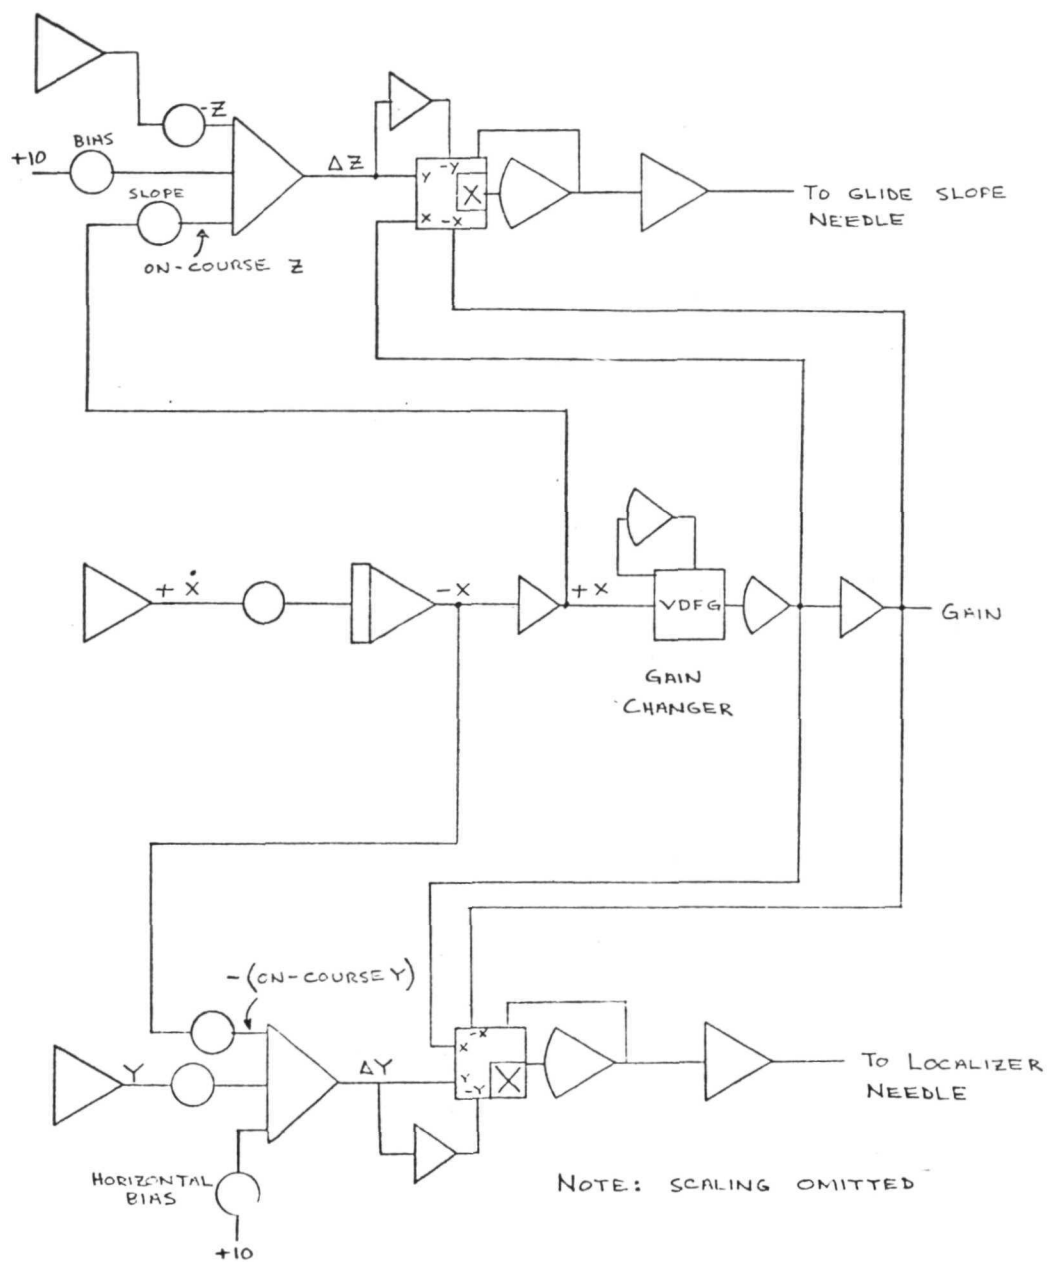 -Z
BIAS
+10
ΔZ
Y
-Y
X
SLOPE
X
-X
TO GLIDE SLOPE
NEEDLE
ON-COURSE Z
+Ẋ
-X
+X
VDFG
GAIN
GAIN
CHANGER
-(ON-COURSE Y)
Y
ΔY
-X
X
Y
-Y
X
TO LOCALIZER
NEEDLE
HORIZONTAL
BIAS
+10
NOTE: SCALING OMITTED